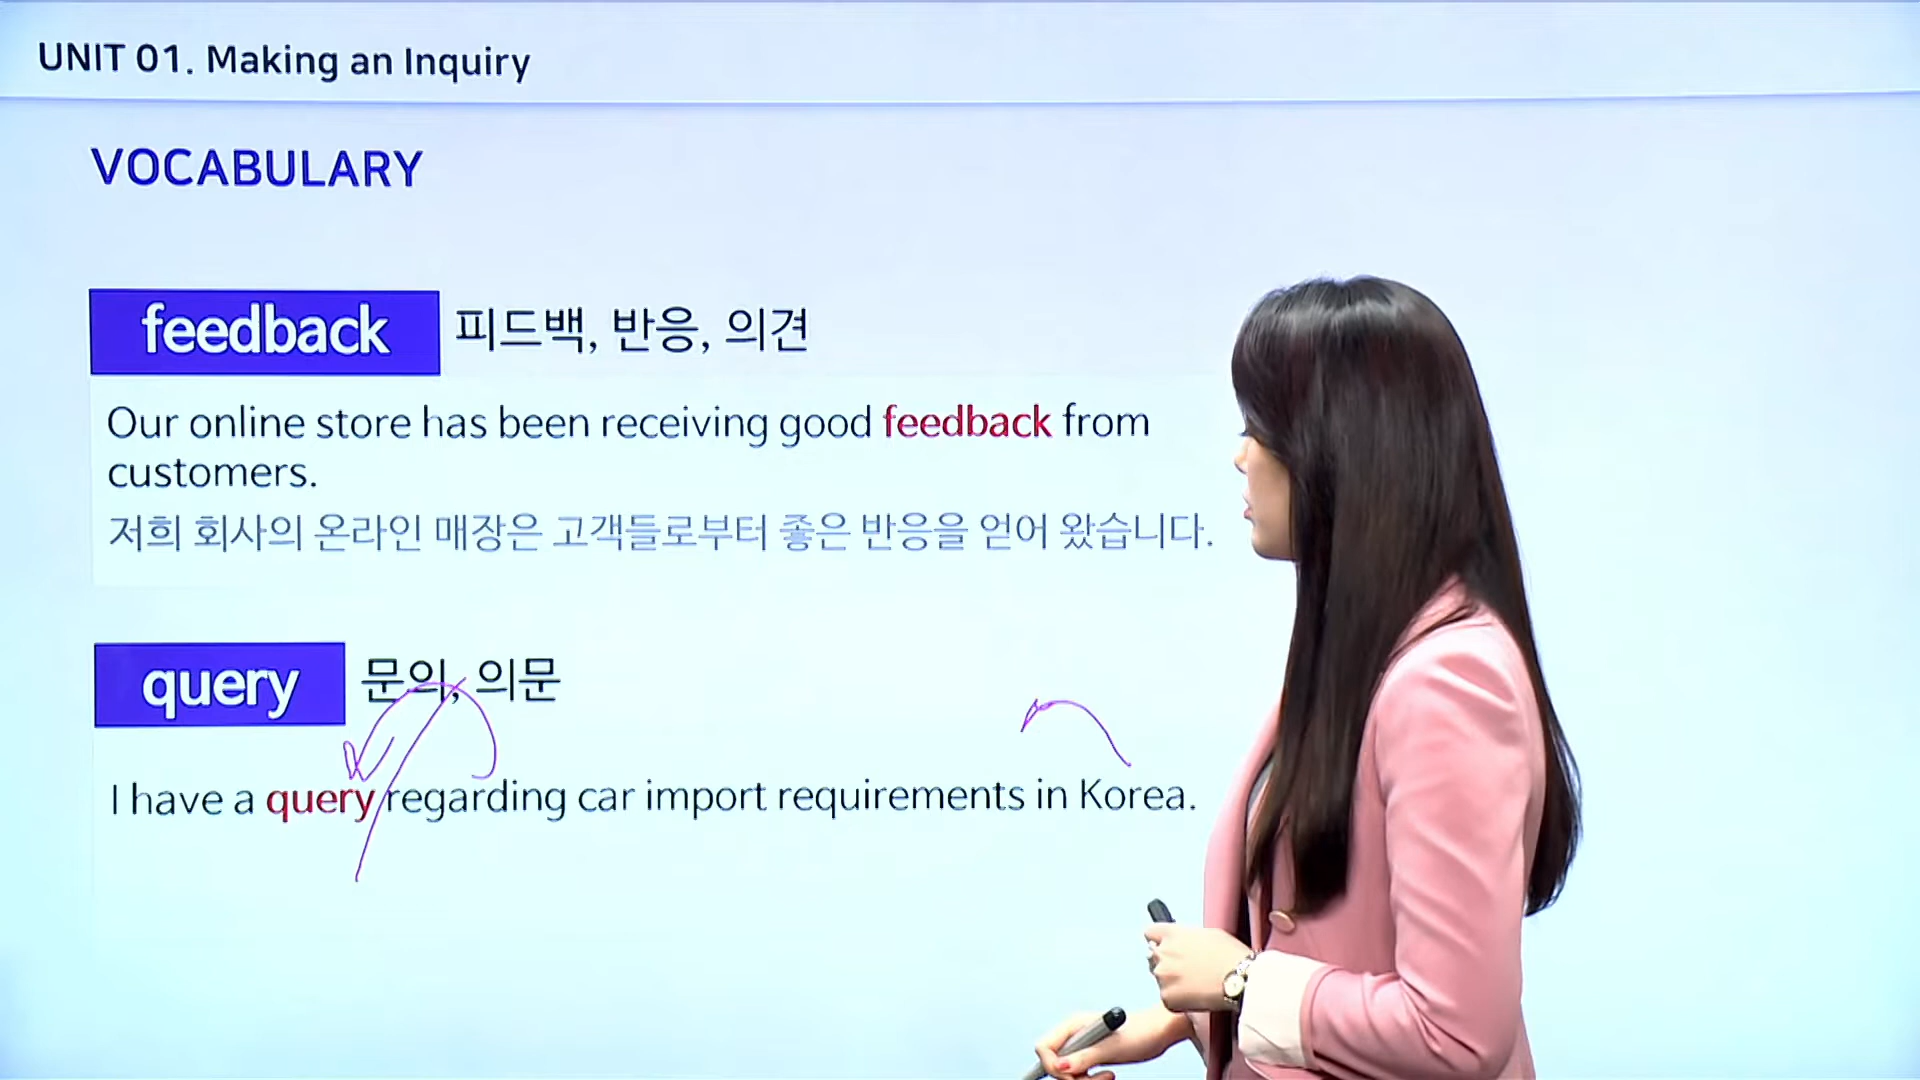 UNIT 01. Making an Inquiry
VOCABULARY
feedback 피드백, 반응, 의견
Our online store has been receiving good feedback from
customers.
저희 회사의 온라인 매장은 고객들로부터 좋은 반응을 얻어 왔습니다.
query 문의, 의문
I have a query regarding car import requirements in Korea.